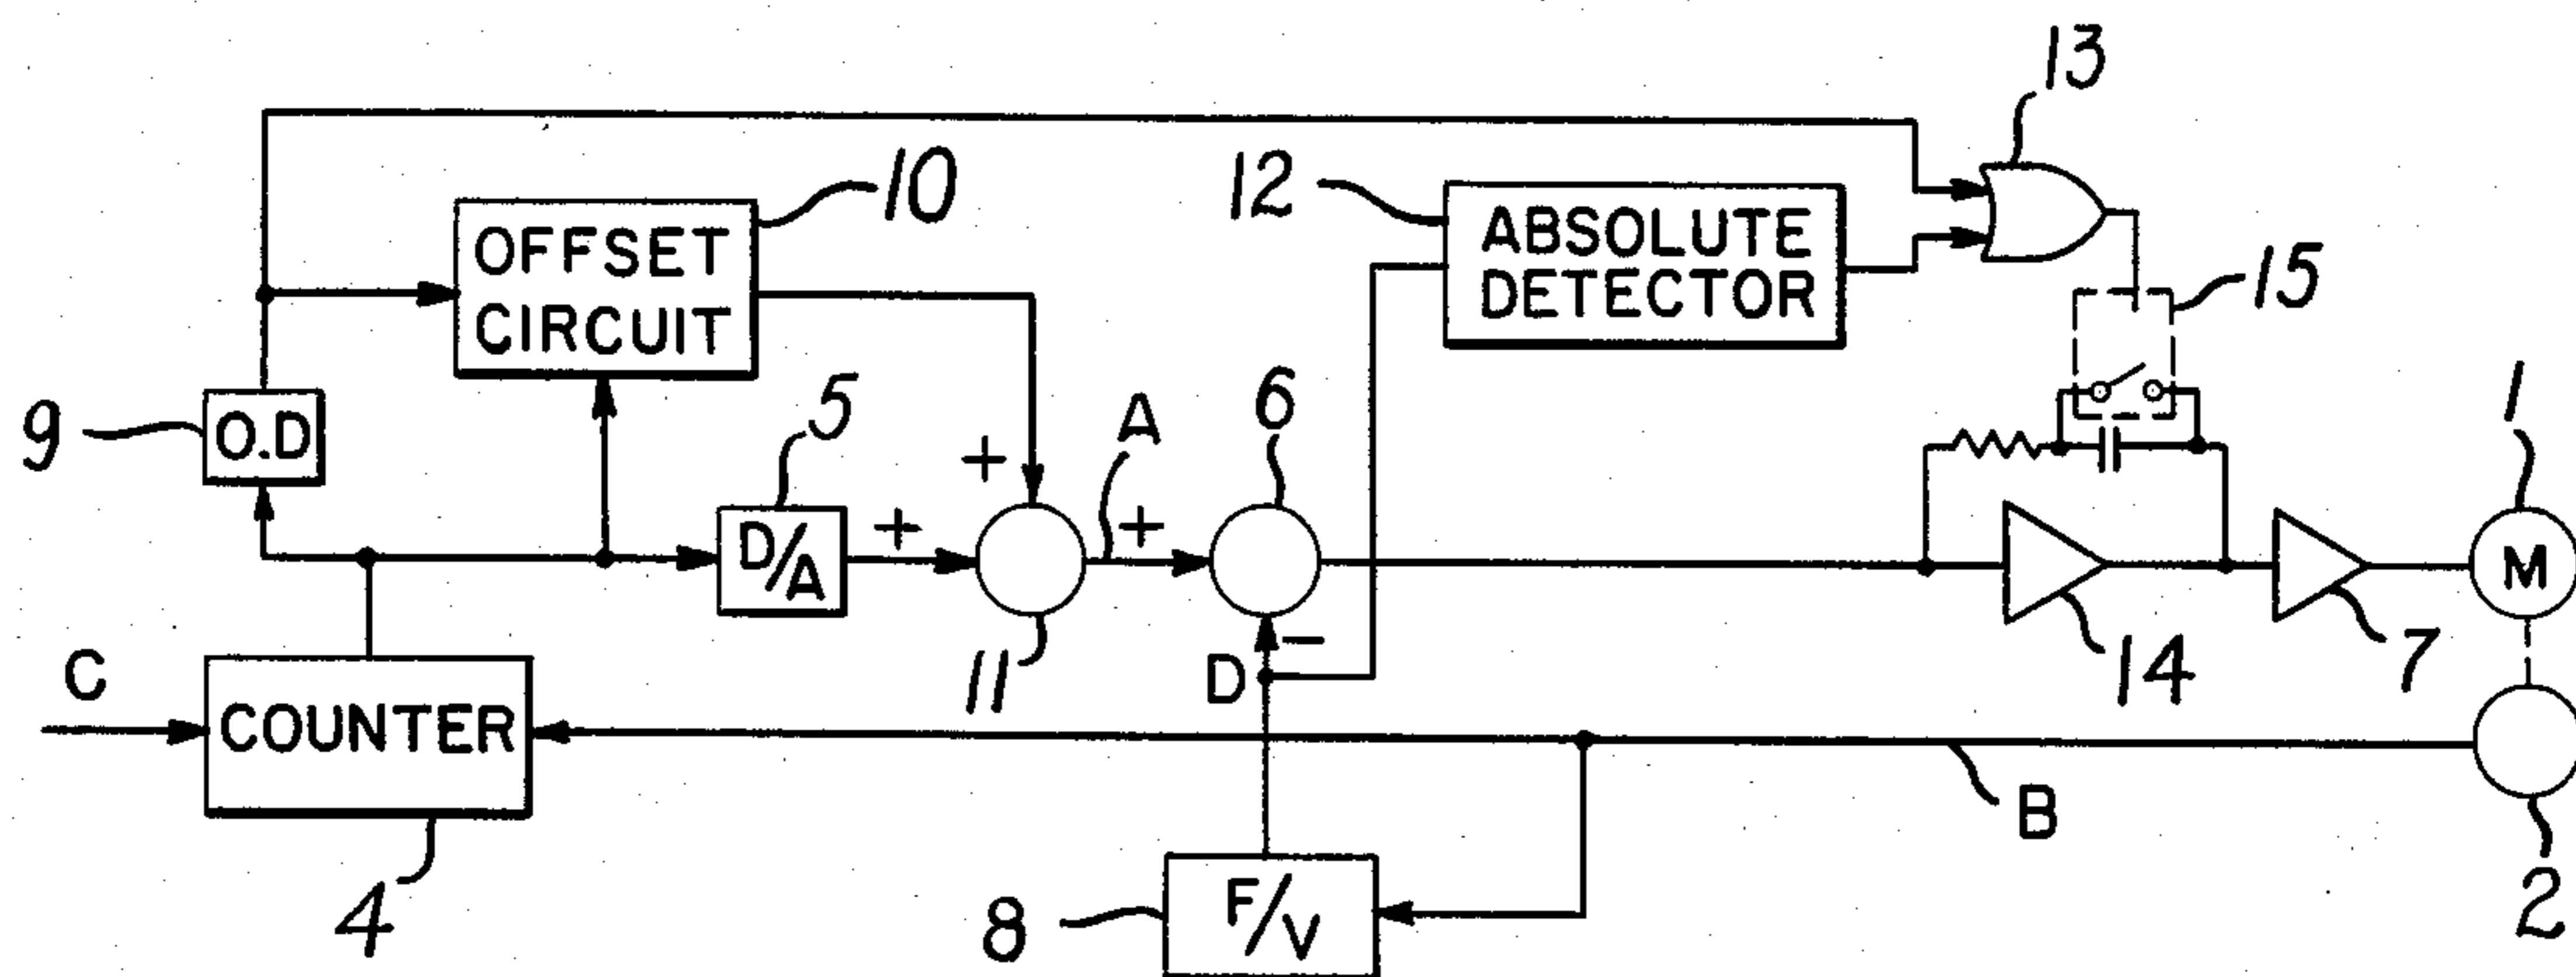 13
10
12
OFFSET
CIRCUIT
ABSOLUTE
DETECTOR
15
9
O.D
5
A
6
1
+
+
+
D/A
M
C
11
D
-
14
7
COUNTER
B
4
8
F/V
2